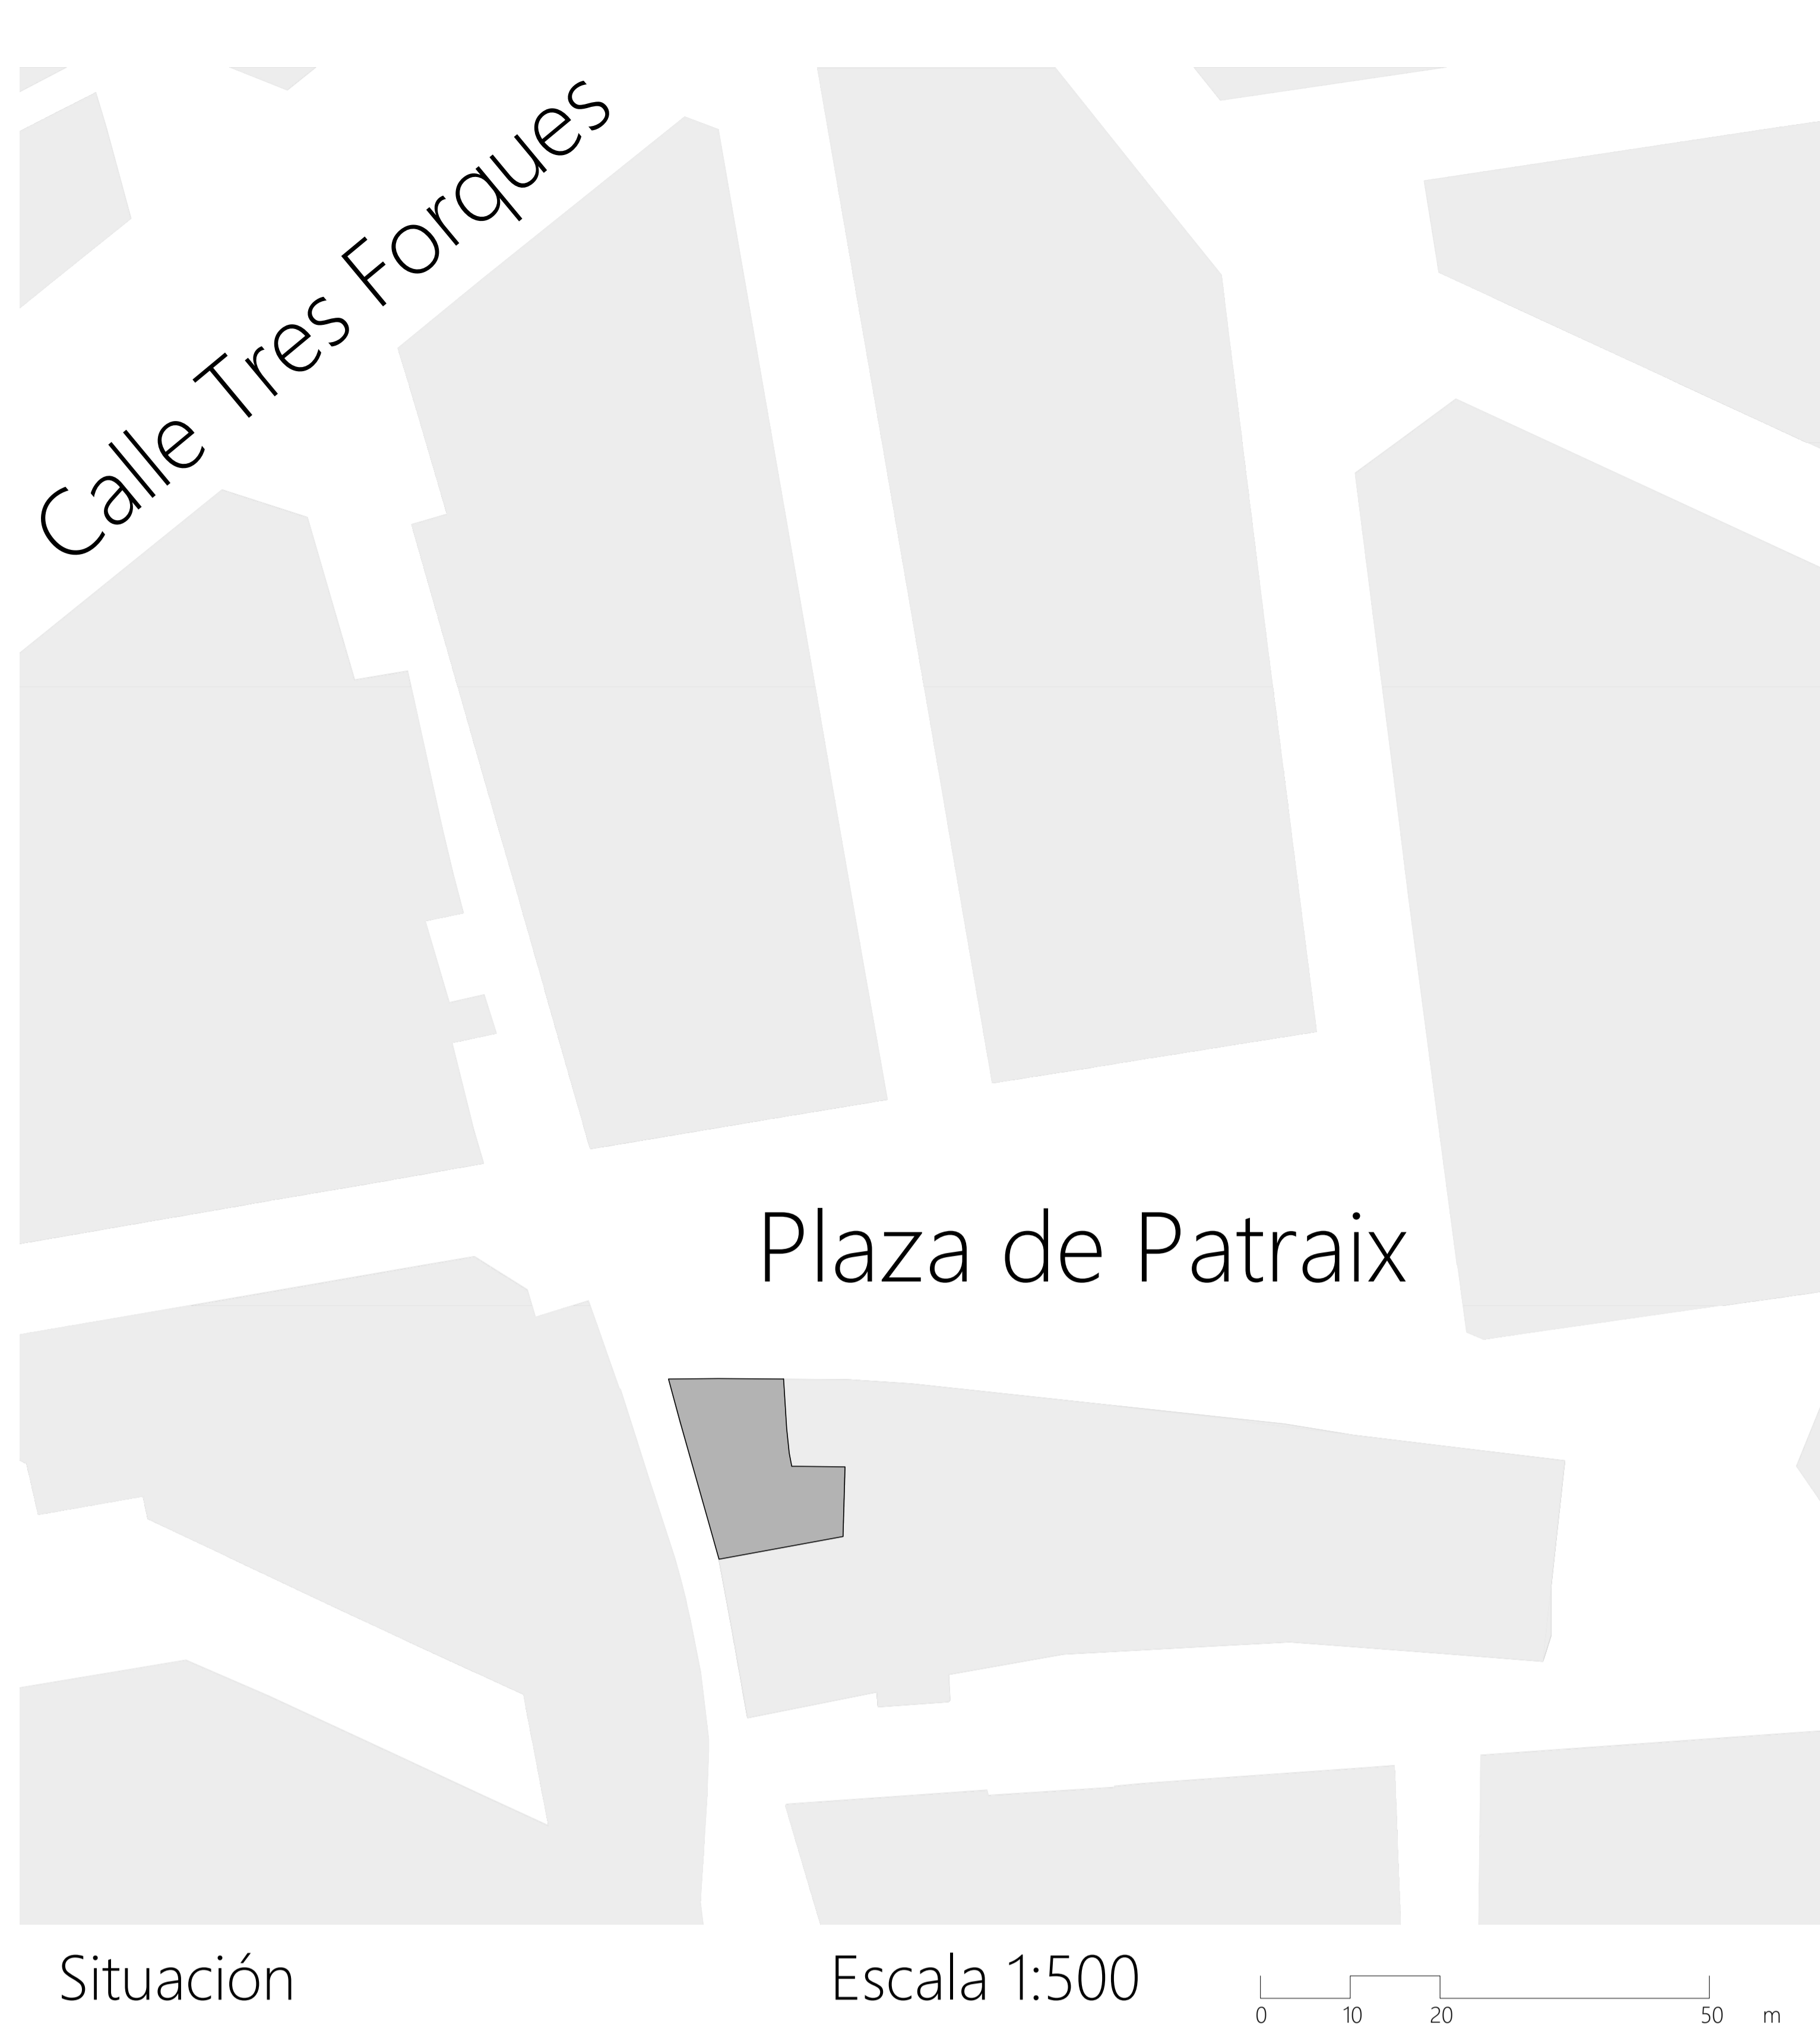 Calle Tres Forques
Plaza de Patraix
Situación
Escala 1:500
0 10 20 50 m